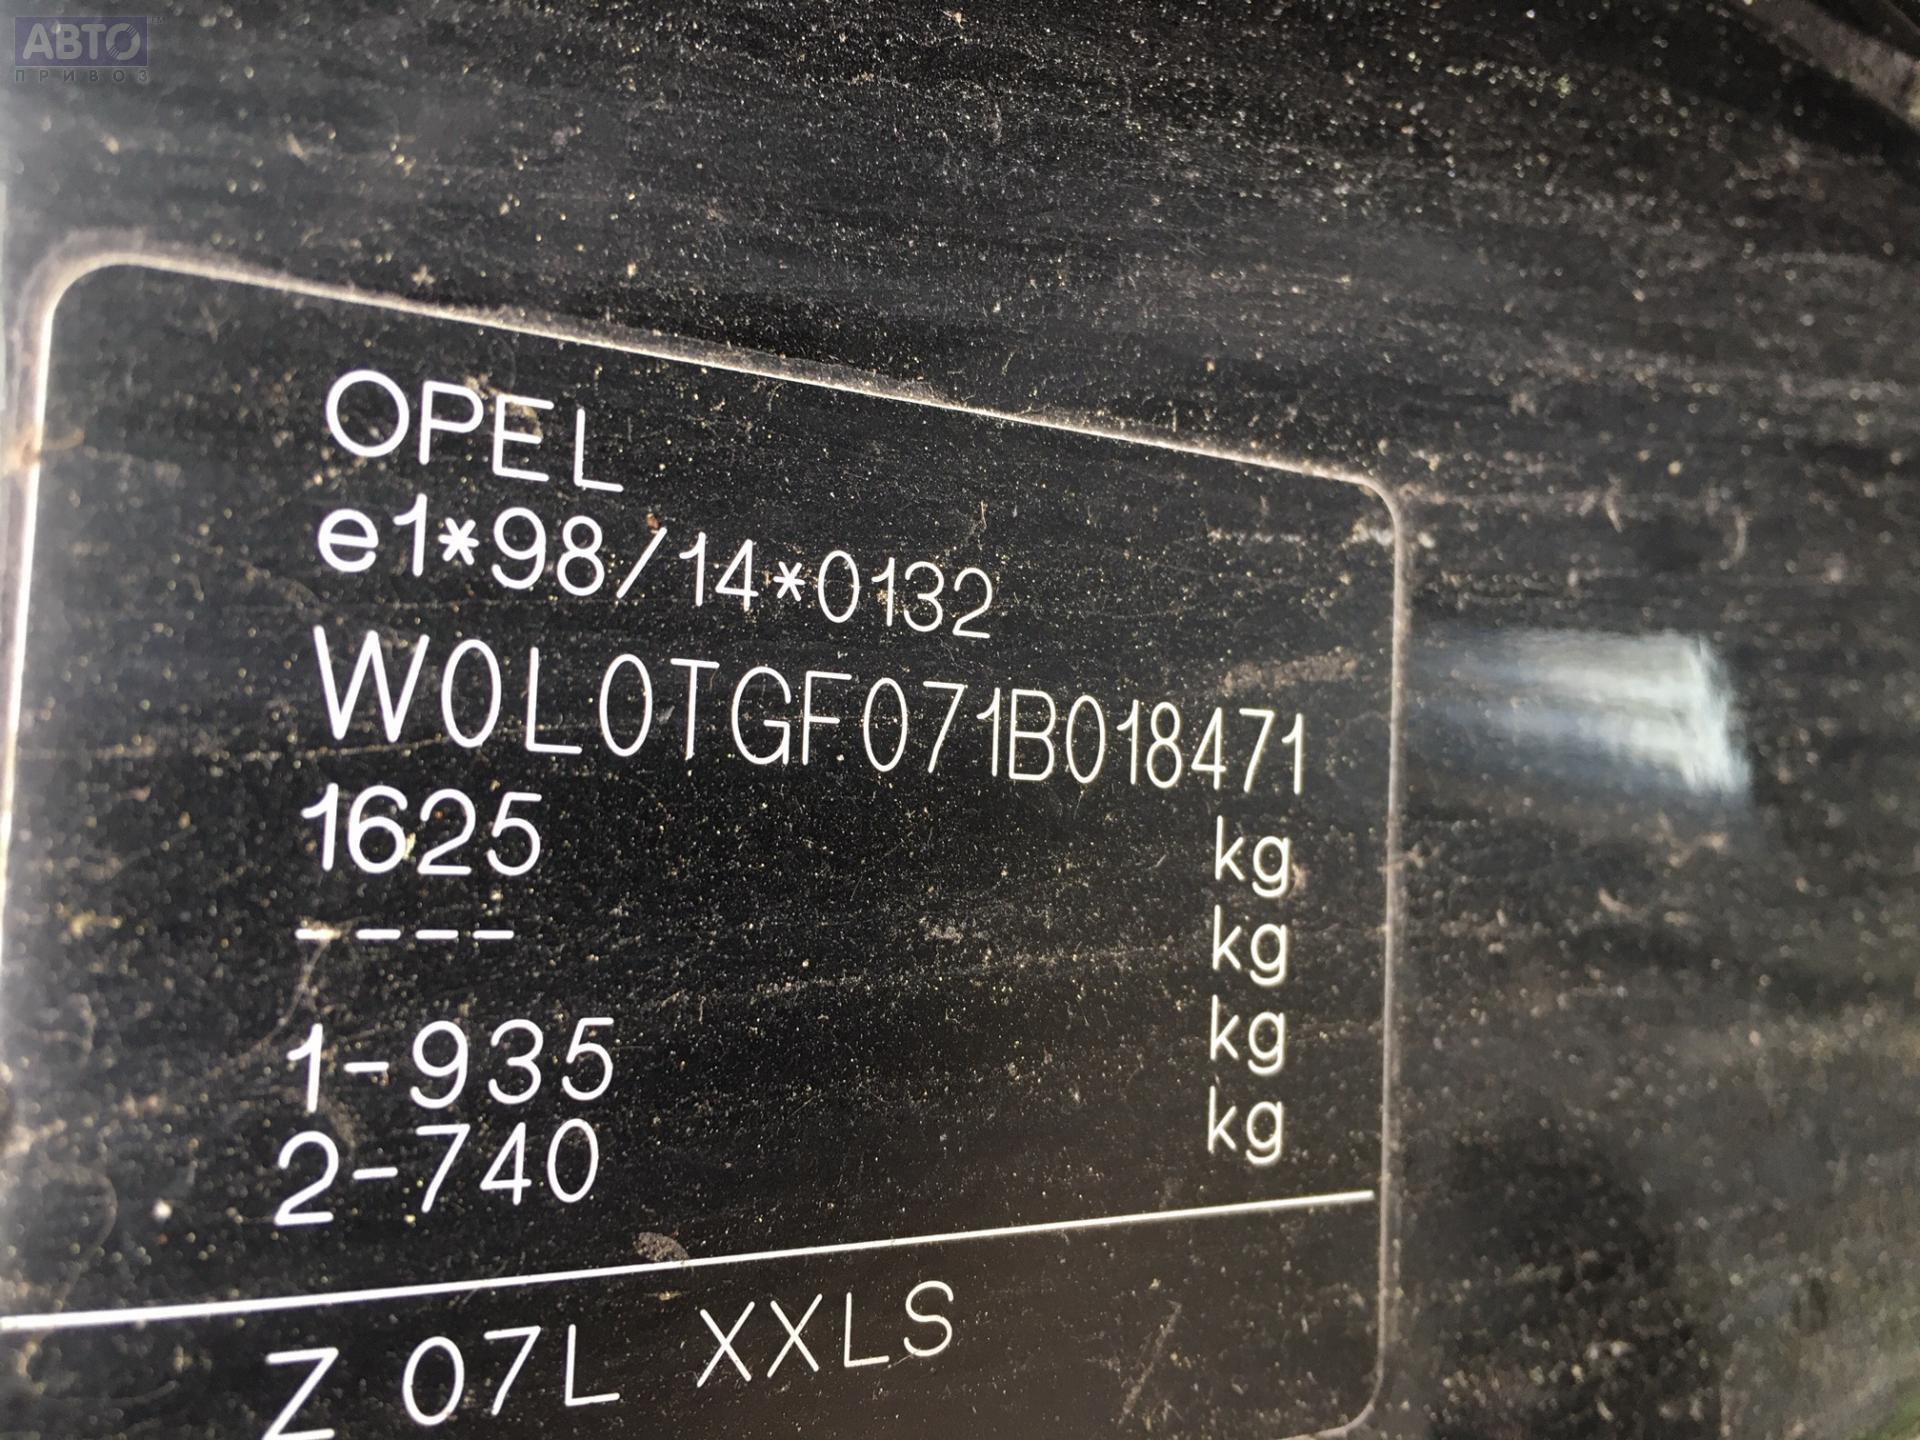 АВТО
ПРИВОЗ
OPEL
e1*98/14*0132
W0L0TGF071B018471
1625 kg
---- kg
1-935 kg
2-740 kg
Z 07L XXLS